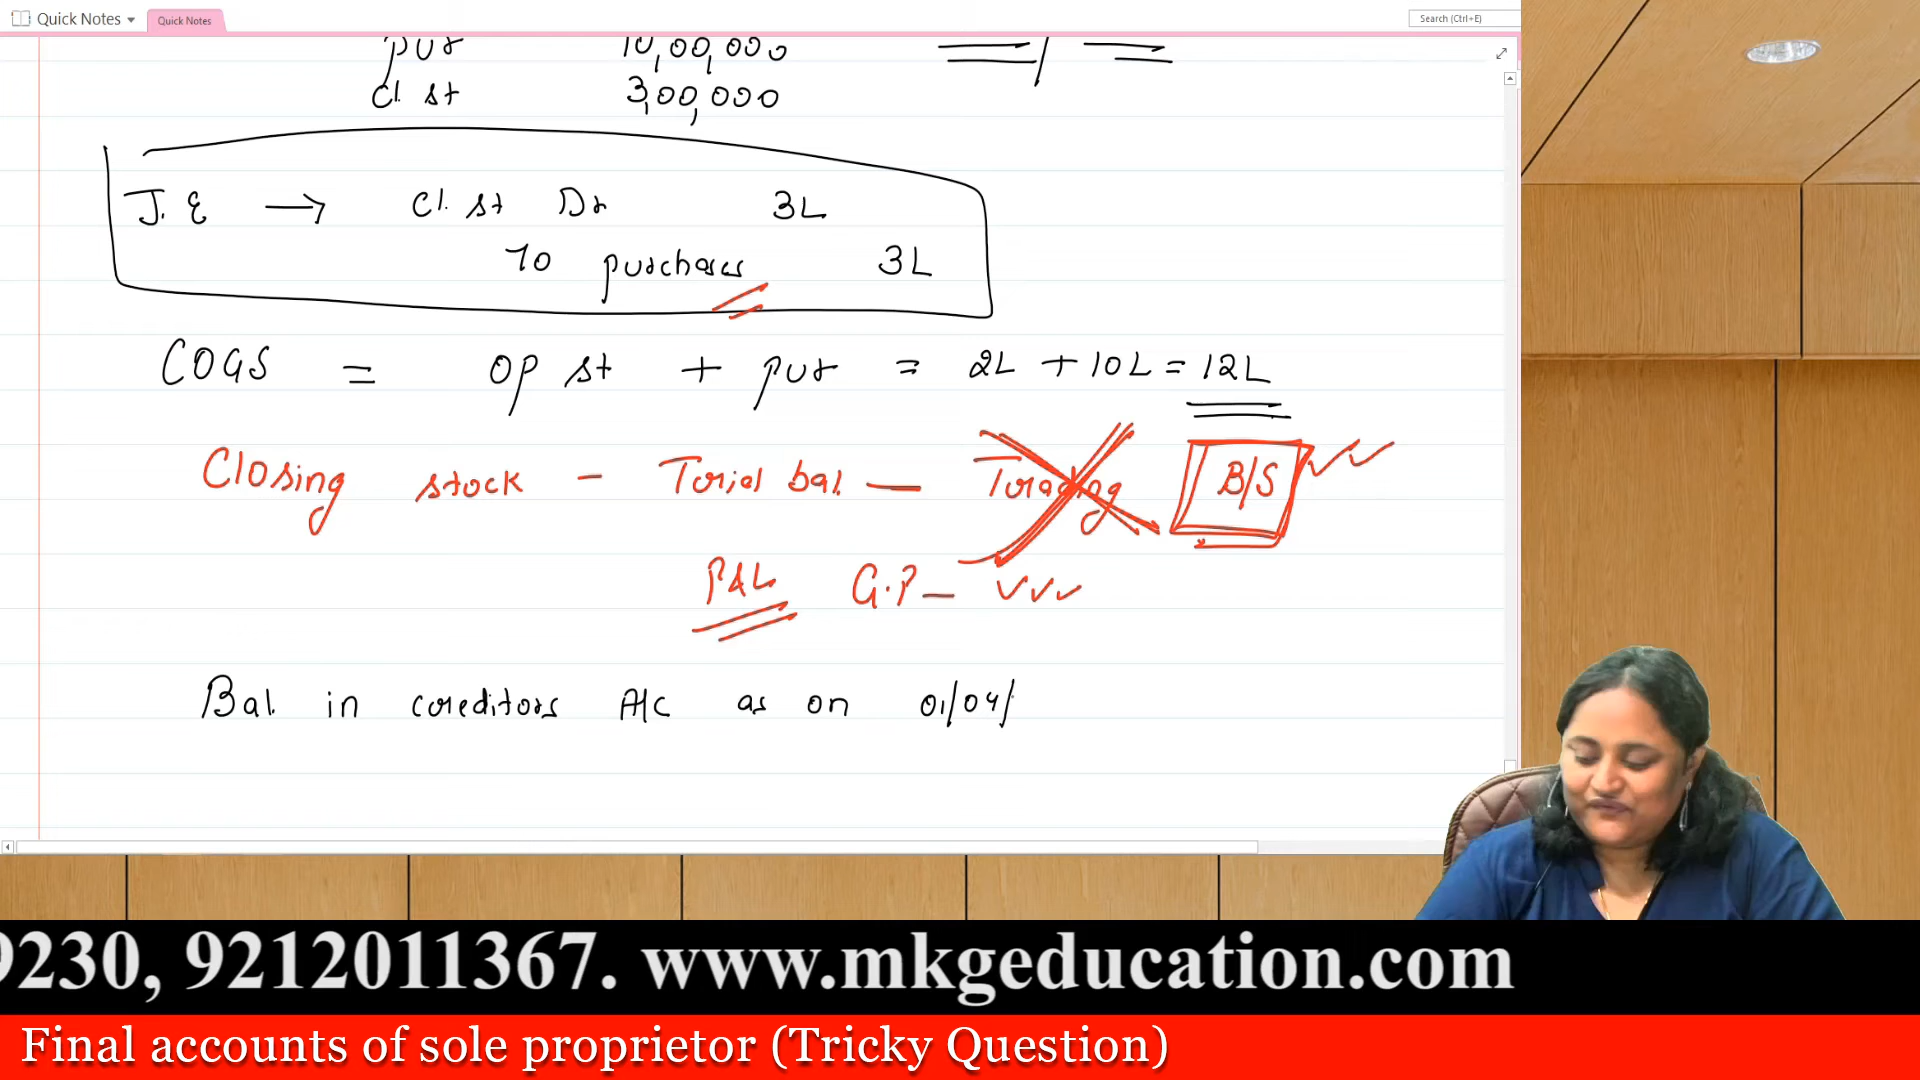 Quick Notes
Quick Notes
Search (Ctrl+E)
pur 10,00,000
cl. st 3,00,000
J.E → cl. st Dr 3L
To purchases 3L
COGS = op st + pur = 2L + 10L = 12L
Closing stock - Trial bal. — Trading B/S
P&L G.P —
Bal. in creditors A/c as on 01/04/
9230, 9212011367. www.mkgeducation.com
Final accounts of sole proprietor (Tricky Question)